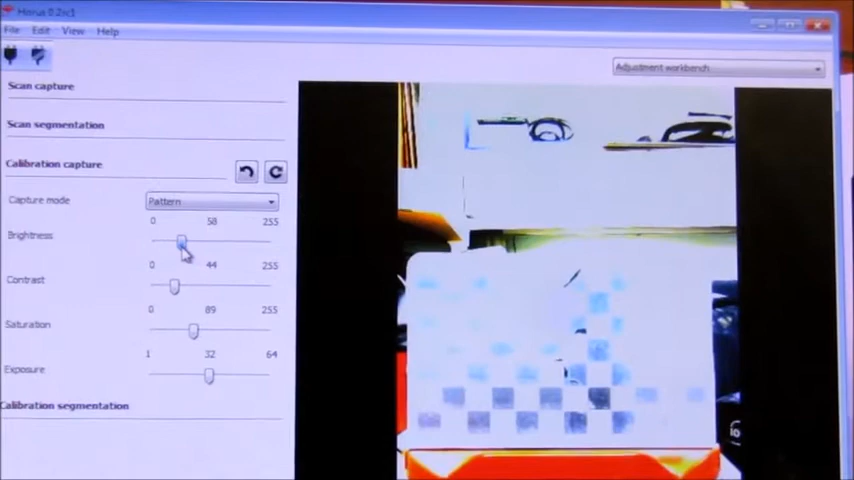 Horus 0.2rc1
File Edit View Help
Adjustment workbench
Scan capture
Scan segmentation
Calibration capture
Capture mode Pattern
0 58 255
Brightness
0 44 255
Contrast
0 89 255
Saturation
1 32 64
Exposure
Calibration segmentation